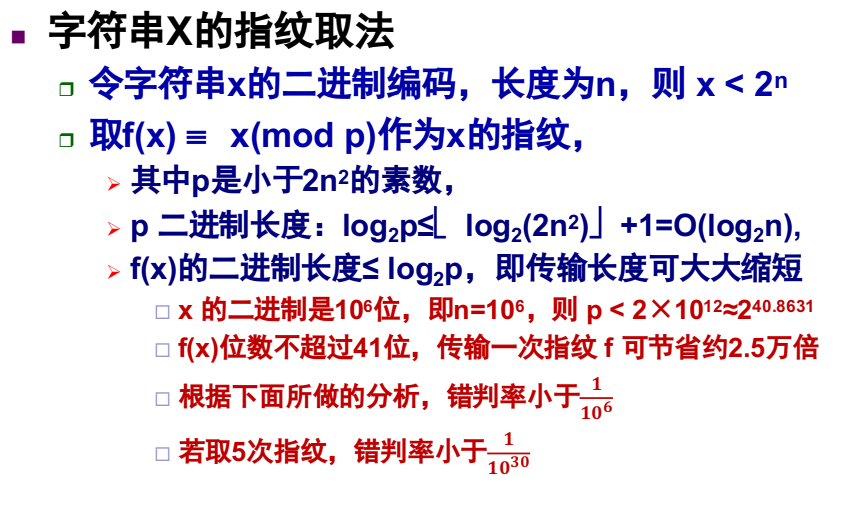 字符串X的指纹取法
令字符串x的二进制编码，长度为n，则 x < 2ⁿ
取f(x) ≡ x(mod p)作为x的指纹，
其中p是小于2n²的素数，
p 二进制长度：log₂p≤⌊ log₂(2n²)⌋+1=O(log₂n),
f(x)的二进制长度≤ log₂p，即传输长度可大大缩短
x 的二进制是10⁶位，即n=10⁶，则 p < 2×10¹²≈2⁴⁰·⁸⁶³¹
f(x)位数不超过41位，传输一次指纹 f 可节省约2.5万倍
根据下面所做的分析，错判率小于1/10⁶
若取5次指纹，错判率小于1/10³⁰